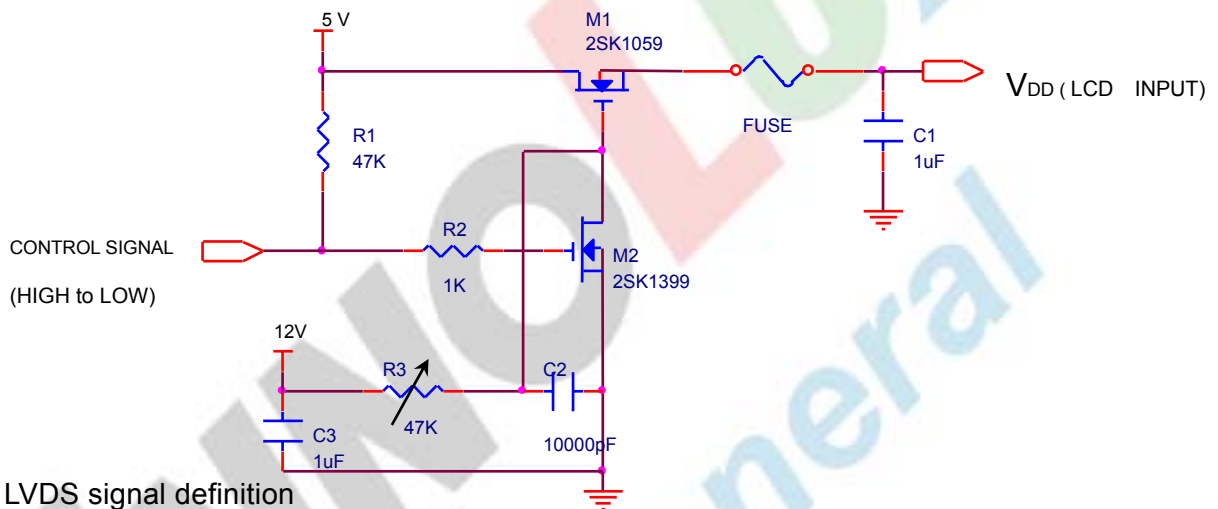 5 V
M1
2SK1059
VDD ( LCD INPUT)
FUSE
R1
47K
C1
1uF
CONTROL SIGNAL
(HIGH to LOW)
R2
1K
M2
2SK1399
12V
R3
47K
C2
10000pF
C3
1uF
LVDS signal definition